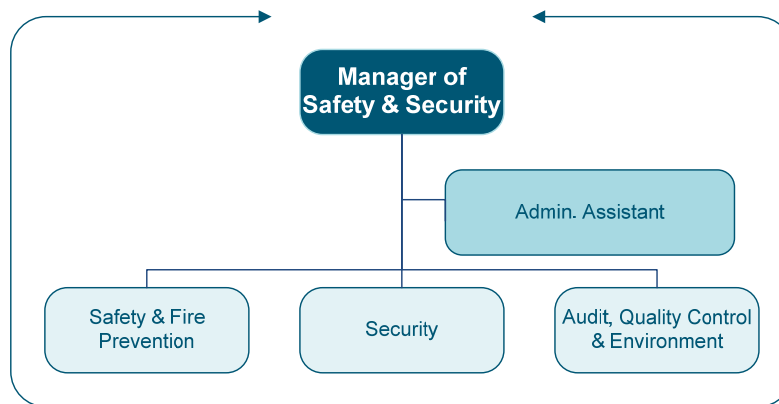 Manager of
Safety & Security
Admin. Assistant
Safety & Fire
Prevention
Security
Audit, Quality Control
& Environment